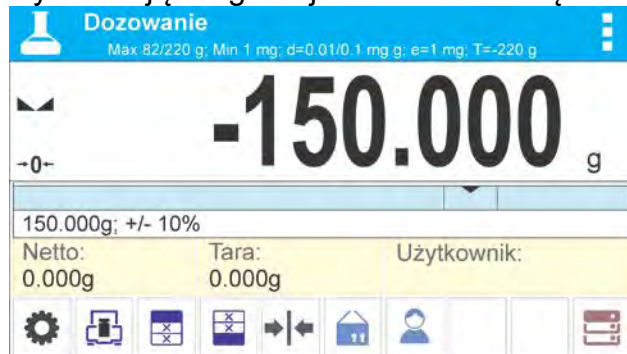 Dozowanie
Max 82/220 g; Min 1 mg; d=0.01/0.1 mg g; e=1 mg; T=-220 g
-150.000 g
→0←
150.000g; +/- 10%
Netto: Tara: Użytkownik:
0.000g 0.000g